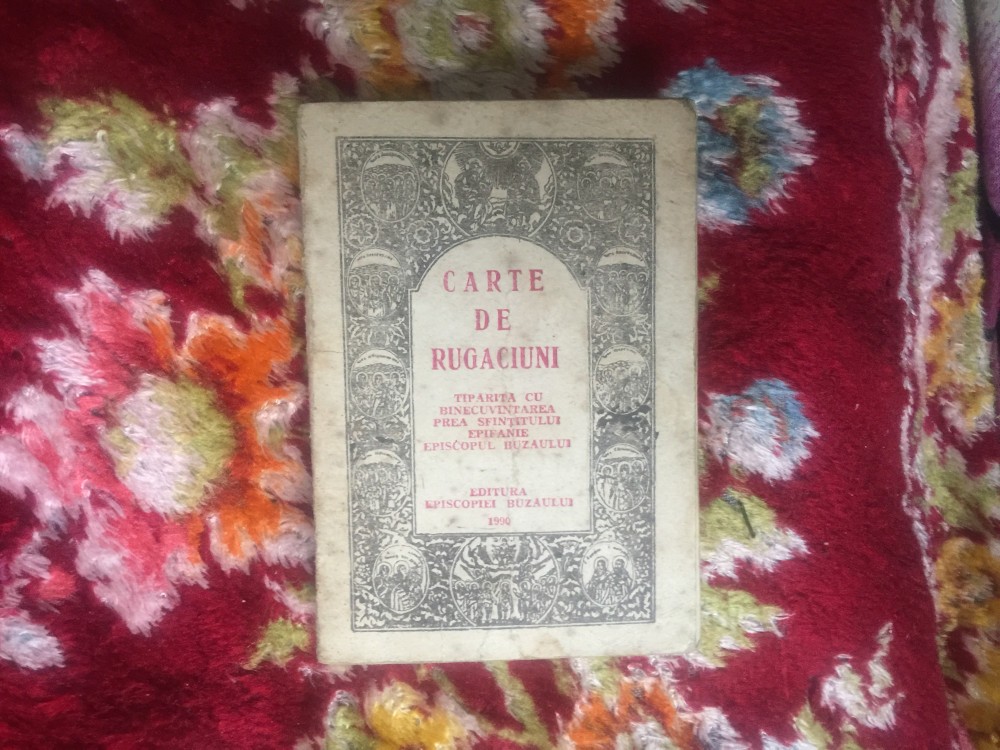 CARTE
DE
RUGACIUNI
TIPARITA CU
BINECUVINTAREA
PREA SFINTITULUI
EPIFANIE
EPISCOPUL BUZAULUI
EDITURA
EPISCOPIEI BUZAULUI
1990